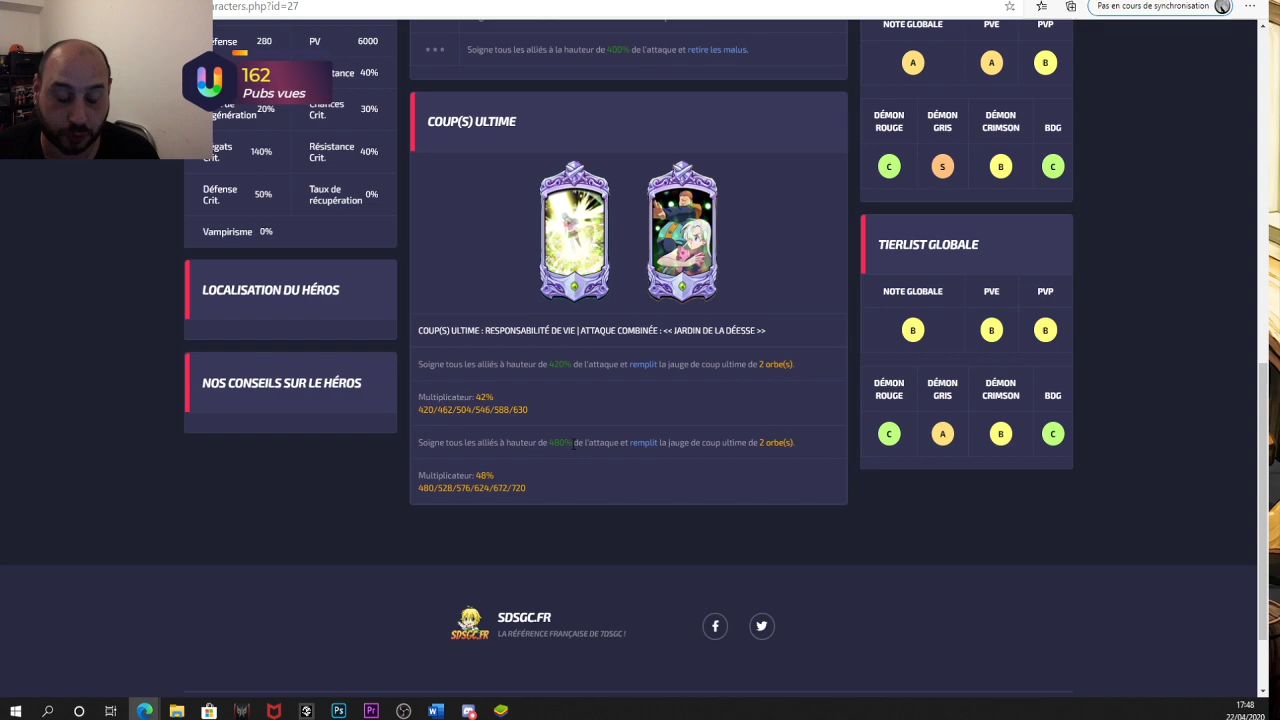 aracters.php?id=27
Pas en cours de synchronisation
162
Pubs vues
280
PV
6000
40%
20%
Crit.
30%
Crit.
140%
Résistance
Crit.
40%
Défense
Crit.
50%
Taux de
récupération
0%
Vampirisme
0%
LOCALISATION DU HÉROS
NOS CONSEILS SUR LE HÉROS
Soigne tous les alliés à la hauteur de 400% de l'attaque et retire les malus.
COUP(S) ULTIME
COUP(S) ULTIME : RESPONSABILITÉ DE VIE | ATTAQUE COMBINÉE : << JARDIN DE LA DÉESSE >>
Soigne tous les alliés à hauteur de 420% de l'attaque et remplit la jauge de coup ultime de 2 orbe(s).
Multiplicateur: 42%
420/462/504/546/588/630
Soigne tous les alliés à hauteur de 480% de l'attaque et remplit la jauge de coup ultime de 2 orbe(s).
Multiplicateur: 48%
480/528/576/624/672/720
NOTE GLOBALE
PVE
PVP
A
A
B
DÉMON
ROUGE
DÉMON
GRIS
DÉMON
CRIMSON
BDG
C
S
B
C
TIERLIST GLOBALE
NOTE GLOBALE
PVE
PVP
B
B
B
DÉMON
ROUGE
DÉMON
GRIS
DÉMON
CRIMSON
BDG
C
A
B
C
SDSGC.FR
SDSGC.FR
LA RÉFÉRENCE FRANÇAISE DE 7DSGC !
17:48
22/04/2020